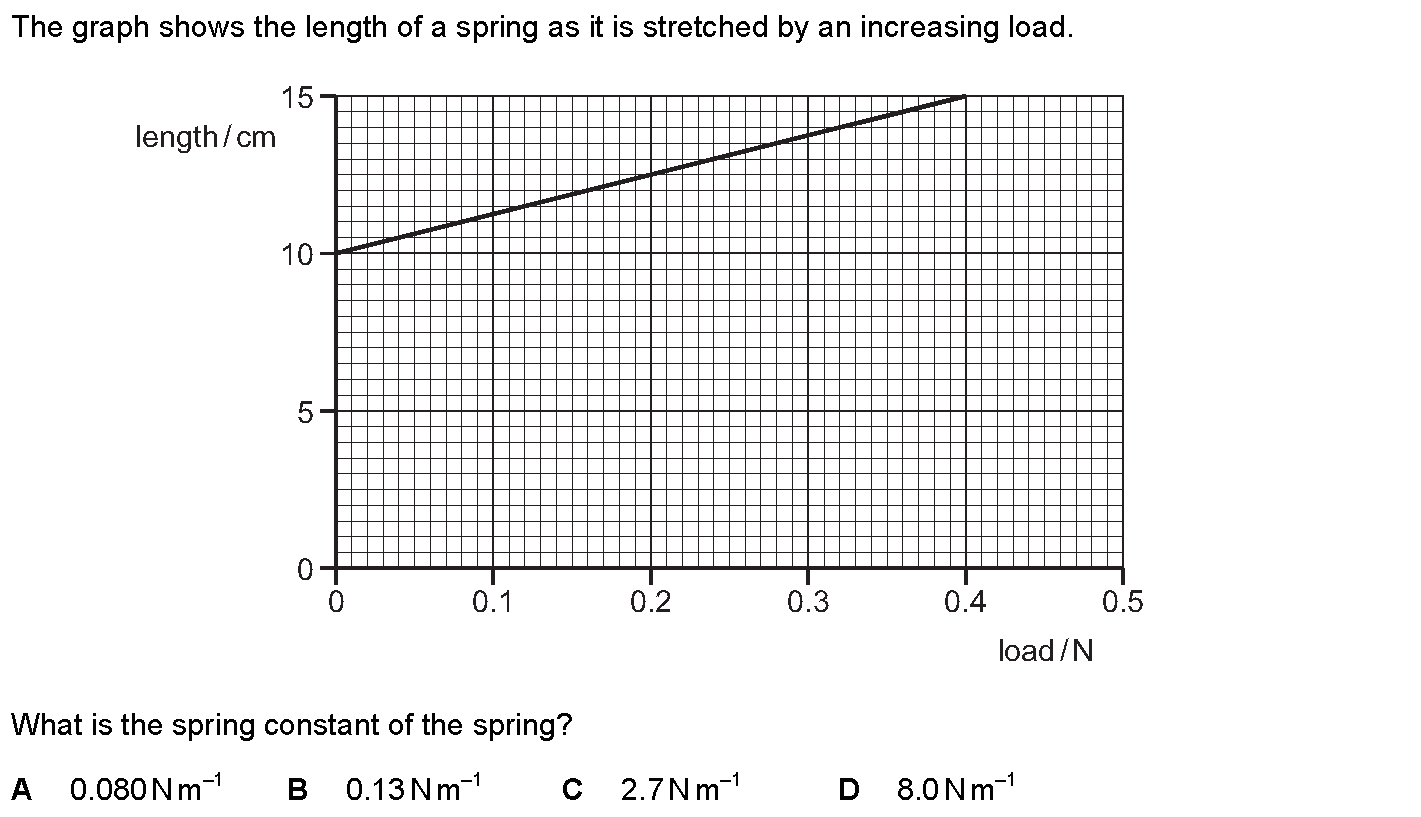 The graph shows the length of a spring as it is stretched by an increasing load.
15
length / cm
10
5
0
0 0.1 0.2 0.3 0.4 0.5
load / N
What is the spring constant of the spring?
A 0.080 N m⁻¹ B 0.13 N m⁻¹ C 2.7 N m⁻¹ D 8.0 N m⁻¹